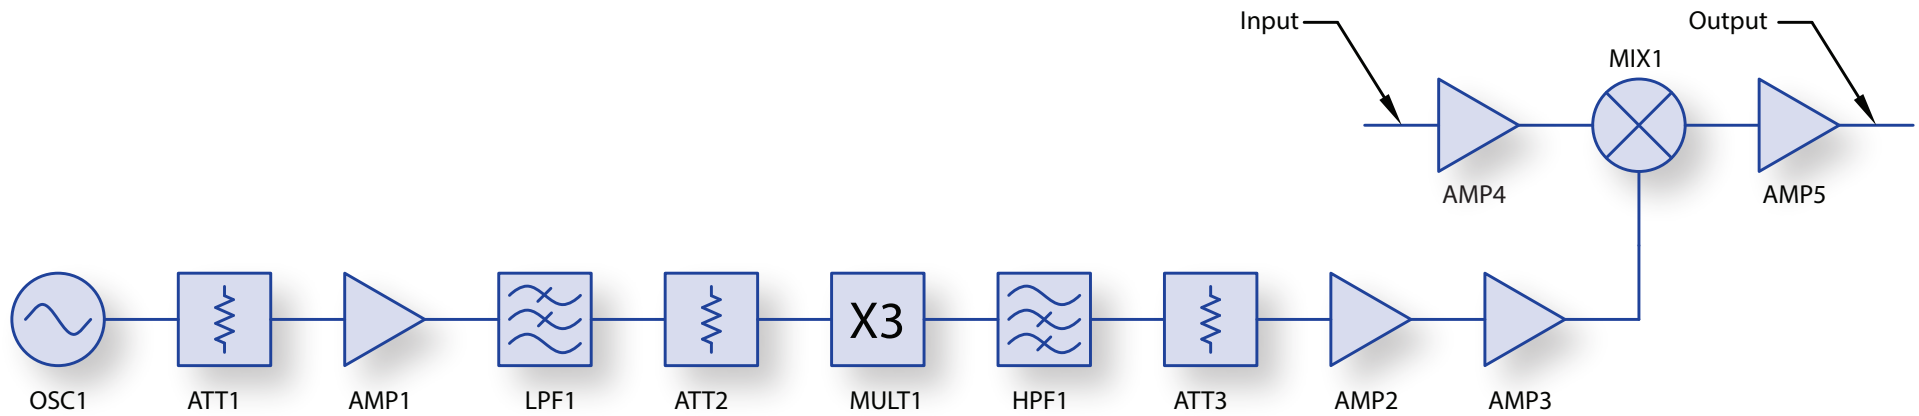 Input
Output
MIX1
AMP4
AMP5
X3
OSC1
ATT1
AMP1
LPF1
ATT2
MULT1
HPF1
ATT3
AMP2
AMP3